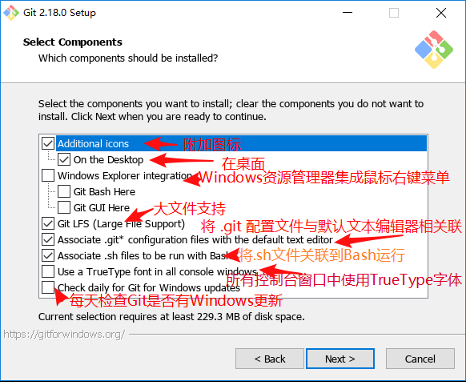 Git 2.18.0 Setup
Select Components
Which components should be installed?
Select the components you want to install; clear the components you do not want to
install. Click Next when you are ready to continue.
Additional icons 附加图标
On the Desktop 在桌面
Windows Explorer integration Windows资源管理器集成鼠标右键菜单
Git Bash Here
Git GUI Here 大文件支持
Git LFS (Large File Support) 将 .git 配置文件与默认文本编辑器相关联
Associate .git* configuration files with the default text editor
Associate .sh files to be run with Bash 将.sh文件关联到Bash运行
Use a TrueType font in all console windows 所有控制台窗口中使用TrueType字体
Check daily for Git for Windows updates
每天检查Git是否有Windows更新
Current selection requires at least 229.3 MB of disk space.
https://gitforwindows.org/
< Back
Next >
Cancel